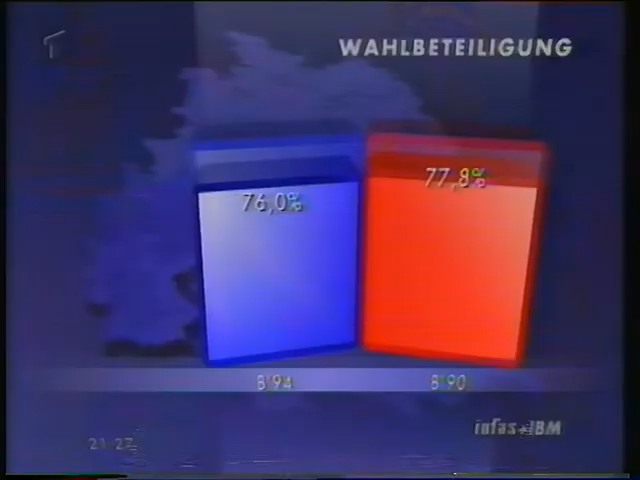 WAHLBETEILIGUNG
77,8%
76,0%
B'94 B'90
infas+IBM
21:27